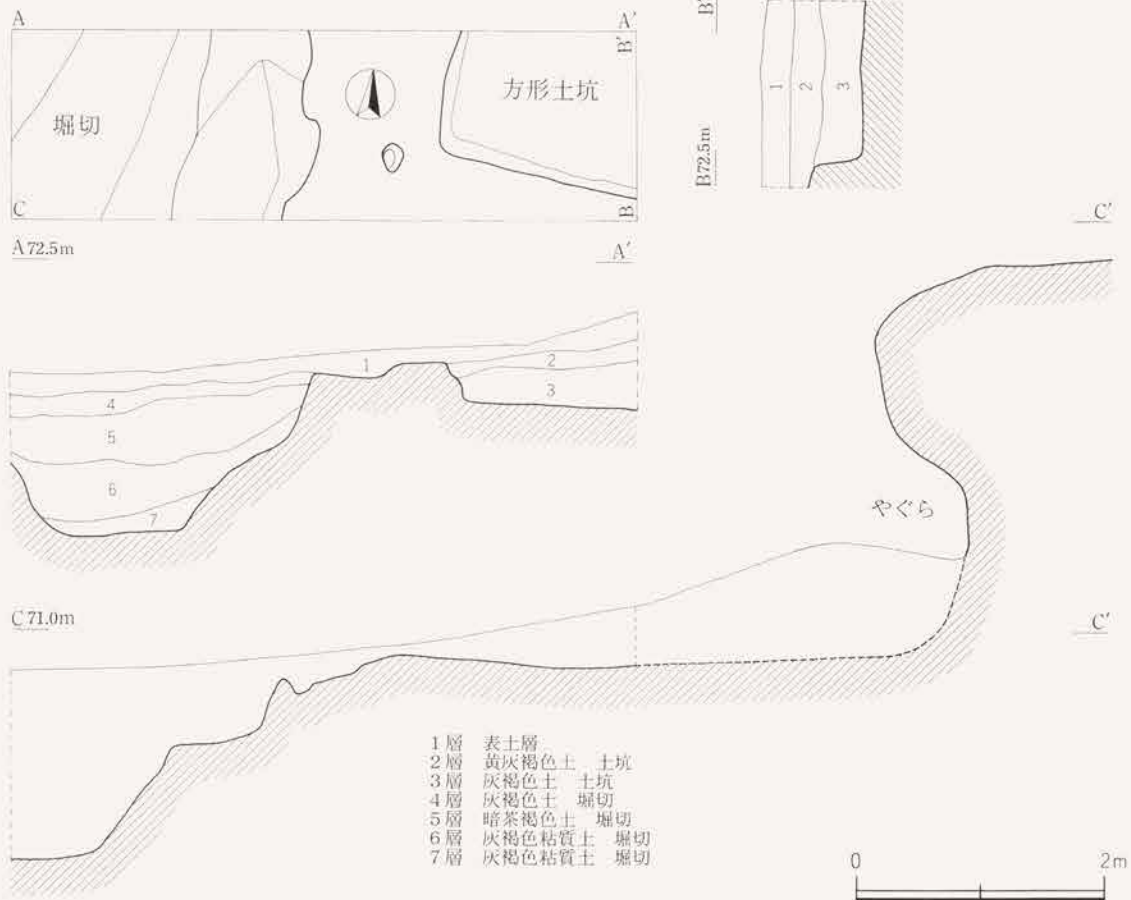 A
A′
B′
堀切
方形土坑
C
B
B′
1
2
3
B72.5m
A 72.5m
A′
C′
1
2
3
4
5
6
7
やぐら
C 71.0m
C′
1層 表土層
2層 黄灰褐色土 土坑
3層 灰褐色土 土坑
4層 灰褐色土 堀切
5層 暗茶褐色土 堀切
6層 灰褐色粘質土 堀切
7層 灰褐色粘質土 堀切
0
2m